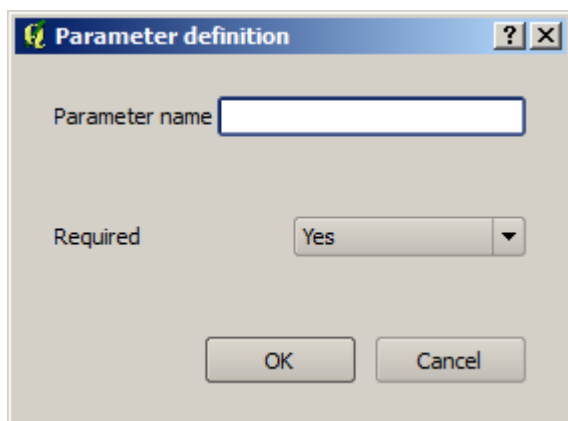 Parameter definition
Parameter name
Required Yes
OK Cancel